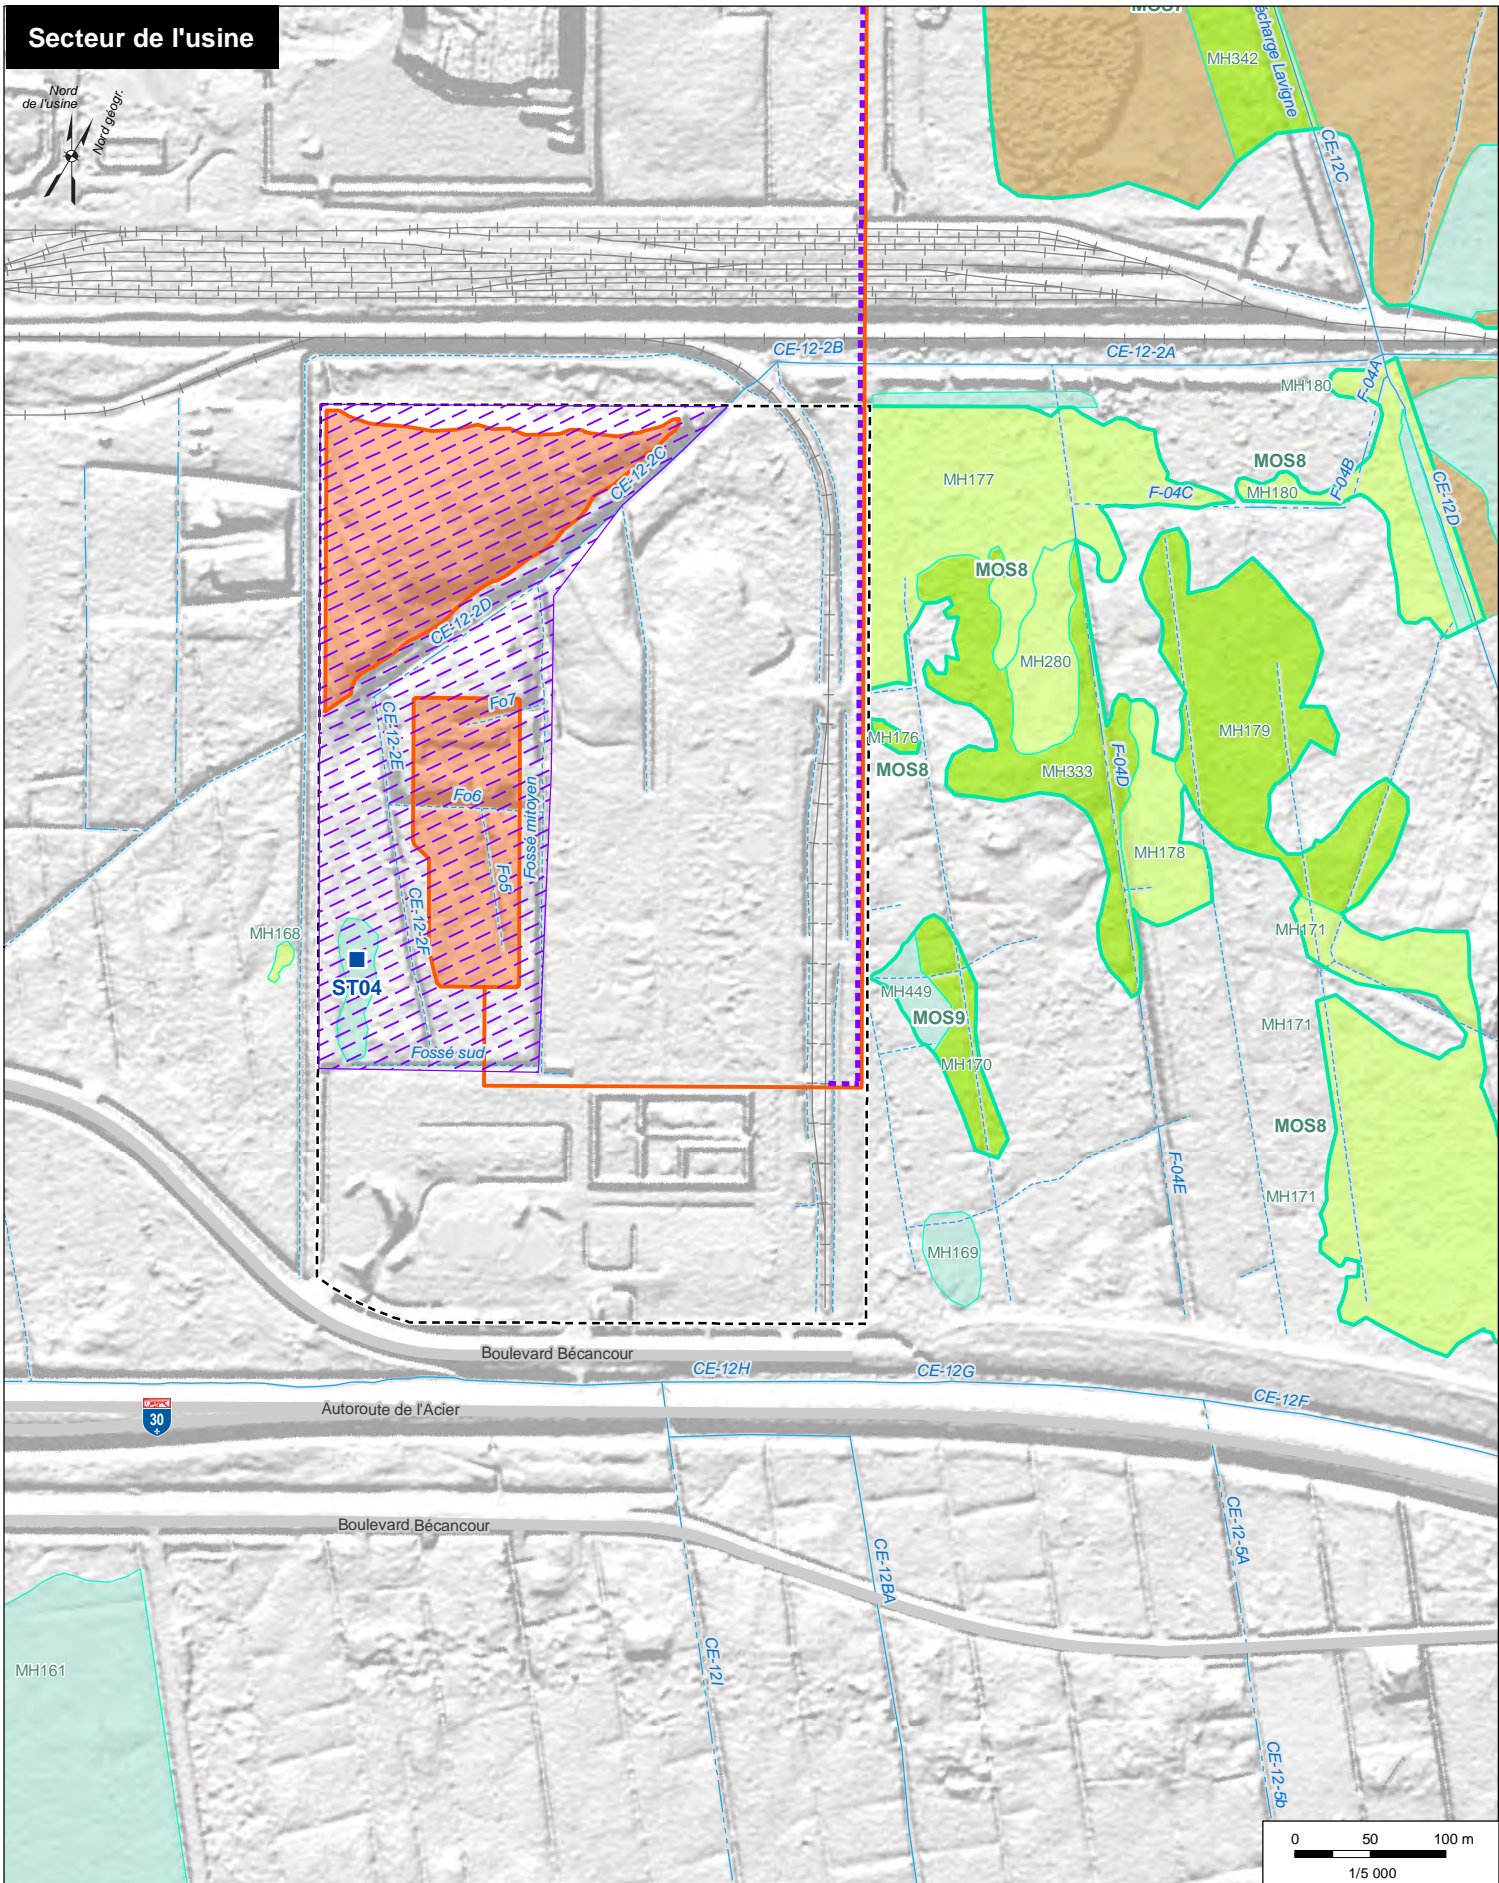 Secteur de l'usine
Nord
de l'usine
Nord géogr.
MH342
CE-12C
CE-12-2B
CE-12-2A
MH180
F-04A
MOS8
MH180
F-04B
F-04C
CE-12D
MH177
CE-12-2C
MOS8
CE-12-2D
MH280
Fo7
CE-12-2E
MH176
MOS8
MH333
F-04D
MH179
Fo6
Fossé mitoyen
Fo5
MH178
CE-12-2F
MH168
ST04
MH171
MH449
MOS9
MH171
Fossé sud
MH170
MOS8
F-04E
MH171
MH169
Boulevard Bécancour
CE-12H
CE-12G
CE-12F
30
Autoroute de l'Acier
Boulevard Bécancour
CE-12-5A
CE-12BA
CE-12I
MH161
CE-12-5b
0 50 100 m
1/5 000